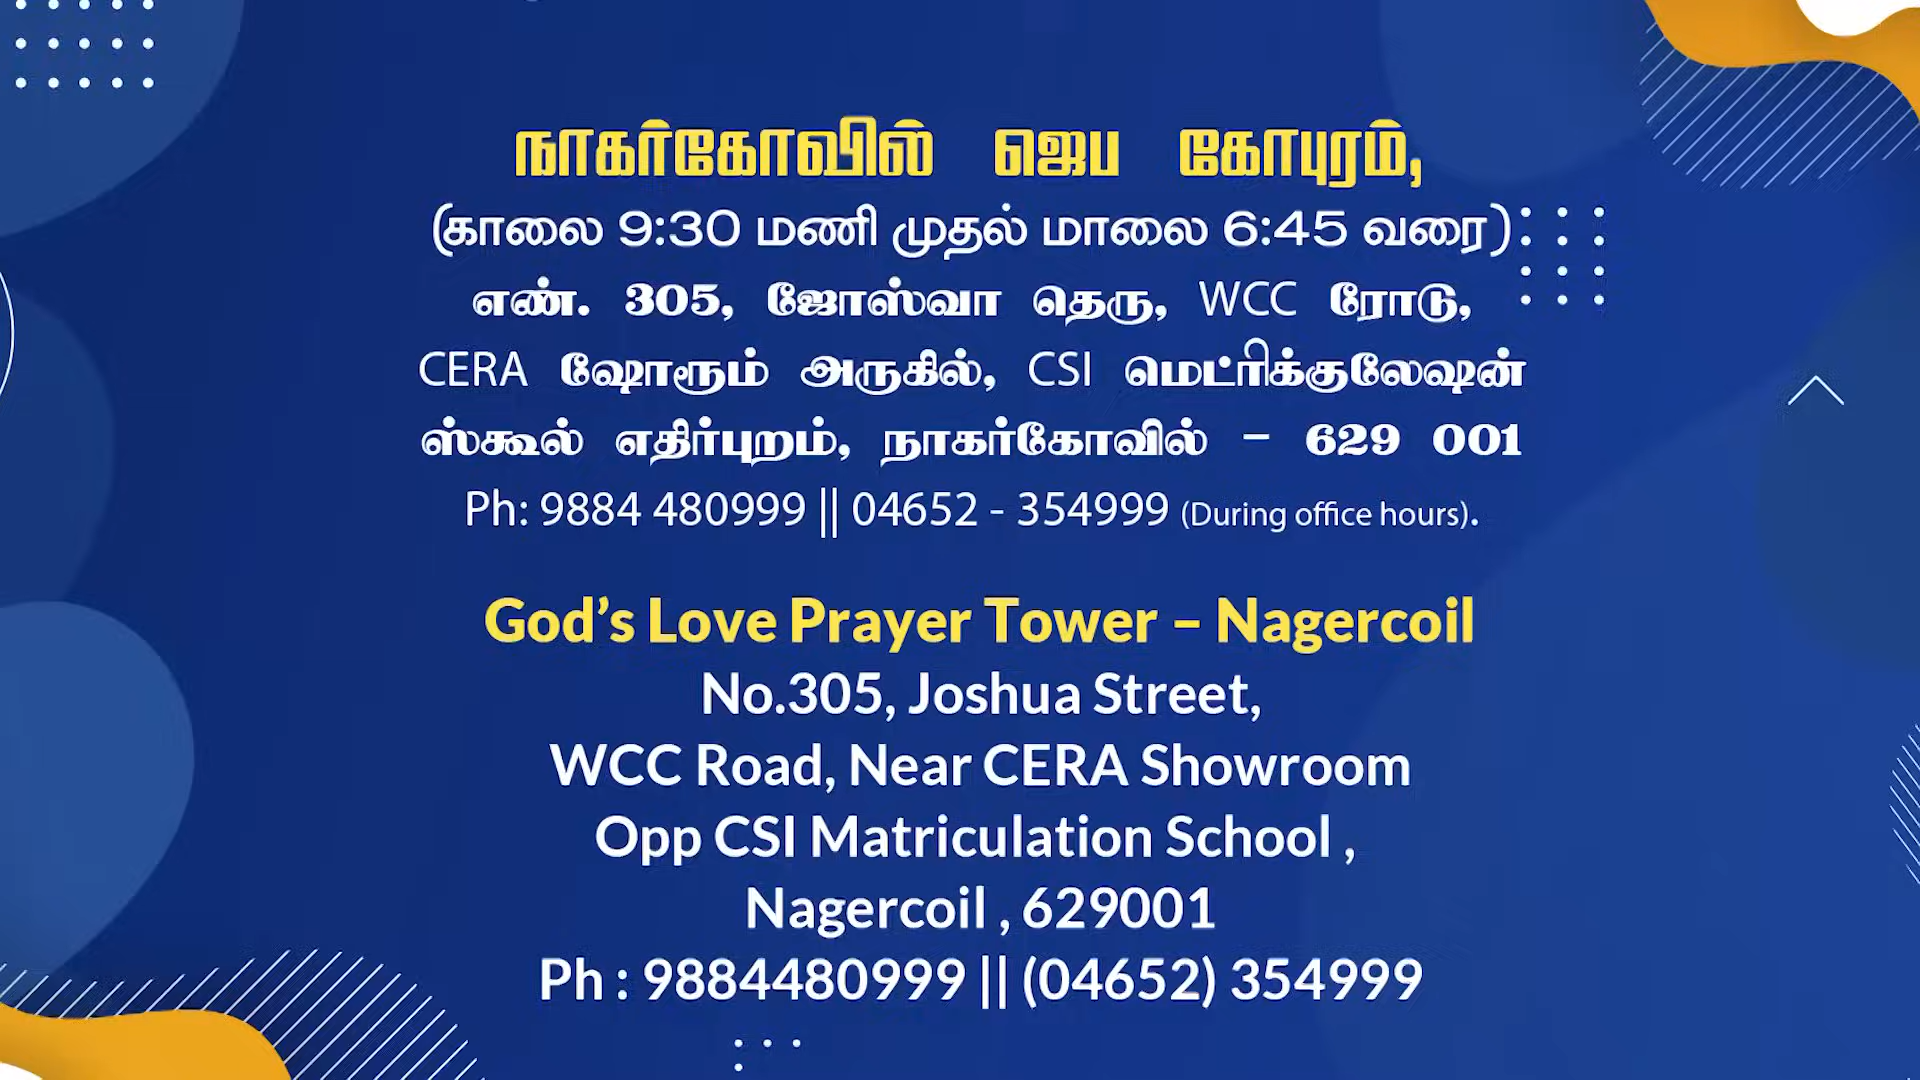 நாகர்கோவில் ஜெப கோபுரம்,
(காலை 9:30 மணி முதல் மாலை 6:45 வரை)
எண். 305, ஜோஸ்வா தெரு, WCC ரோடு,
CERA ஷோரூம் அருகில், CSI மெட்ரிக்குலேஷன்
ஸ்கூல் எதிர்புறம், நாகர்கோவில் – 629 001
Ph: 9884 480999 || 04652 - 354999 (During office hours).
God’s Love Prayer Tower – Nagercoil
No.305, Joshua Street,
WCC Road, Near CERA Showroom
Opp CSI Matriculation School ,
Nagercoil , 629001
Ph : 9884480999 || (04652) 354999